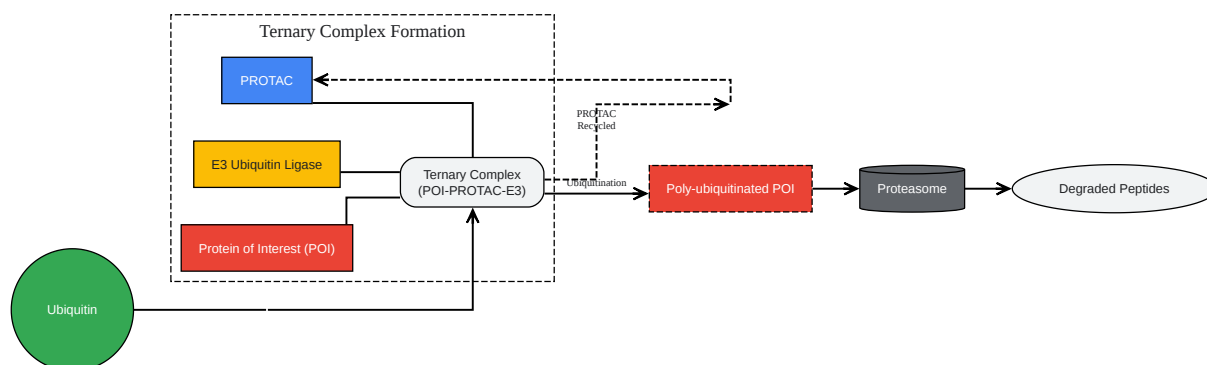 Ternary Complex Formation
PROTAC
PROTAC
Recycled
E3 Ubiquitin Ligase
Ternary Complex
(POI-PROTAC-E3)
Ubiquitination
Poly-ubiquitinated POI
Proteasome
Degraded Peptides
Protein of Interest (POI)
Ubiquitin